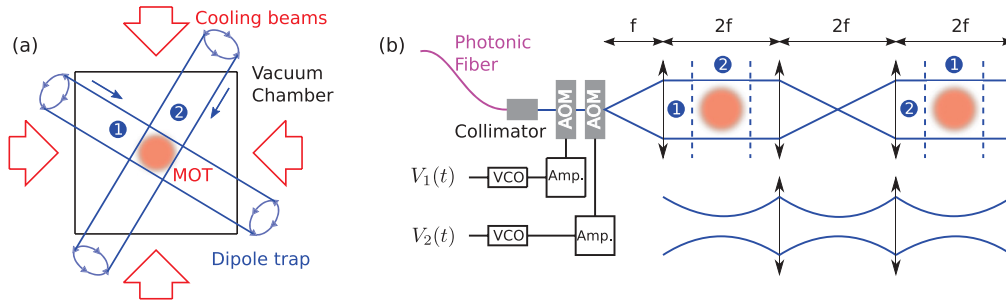 (a)
Cooling beams
Vacuum
Chamber
1
2
MOT
Dipole trap
(b)
Photonic
Fiber
Collimator
AOM
AOM
V₁(t)
VCO
Amp.
V₂(t)
VCO
Amp.
f
2f
2f
2f
2
1
1
2